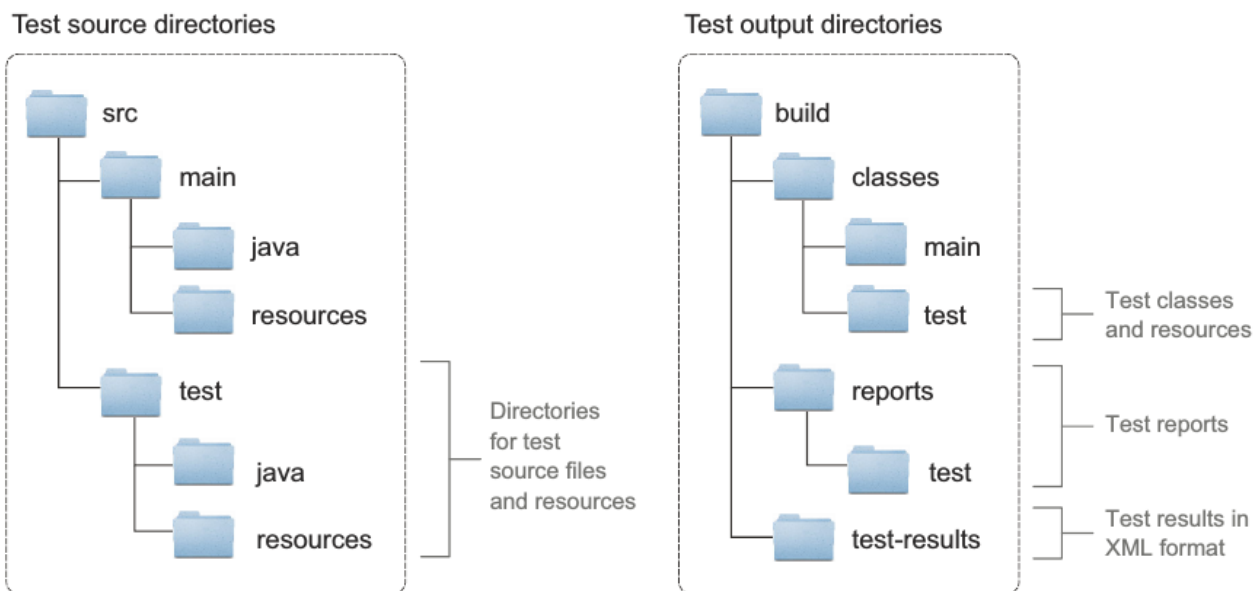 Test source directories
src
main
java
resources
test
java
resources
Directories
for test
source files
and resources
Test output directories
build
classes
main
test
Test classes
and resources
reports
test
Test reports
test-results
Test results in
XML format